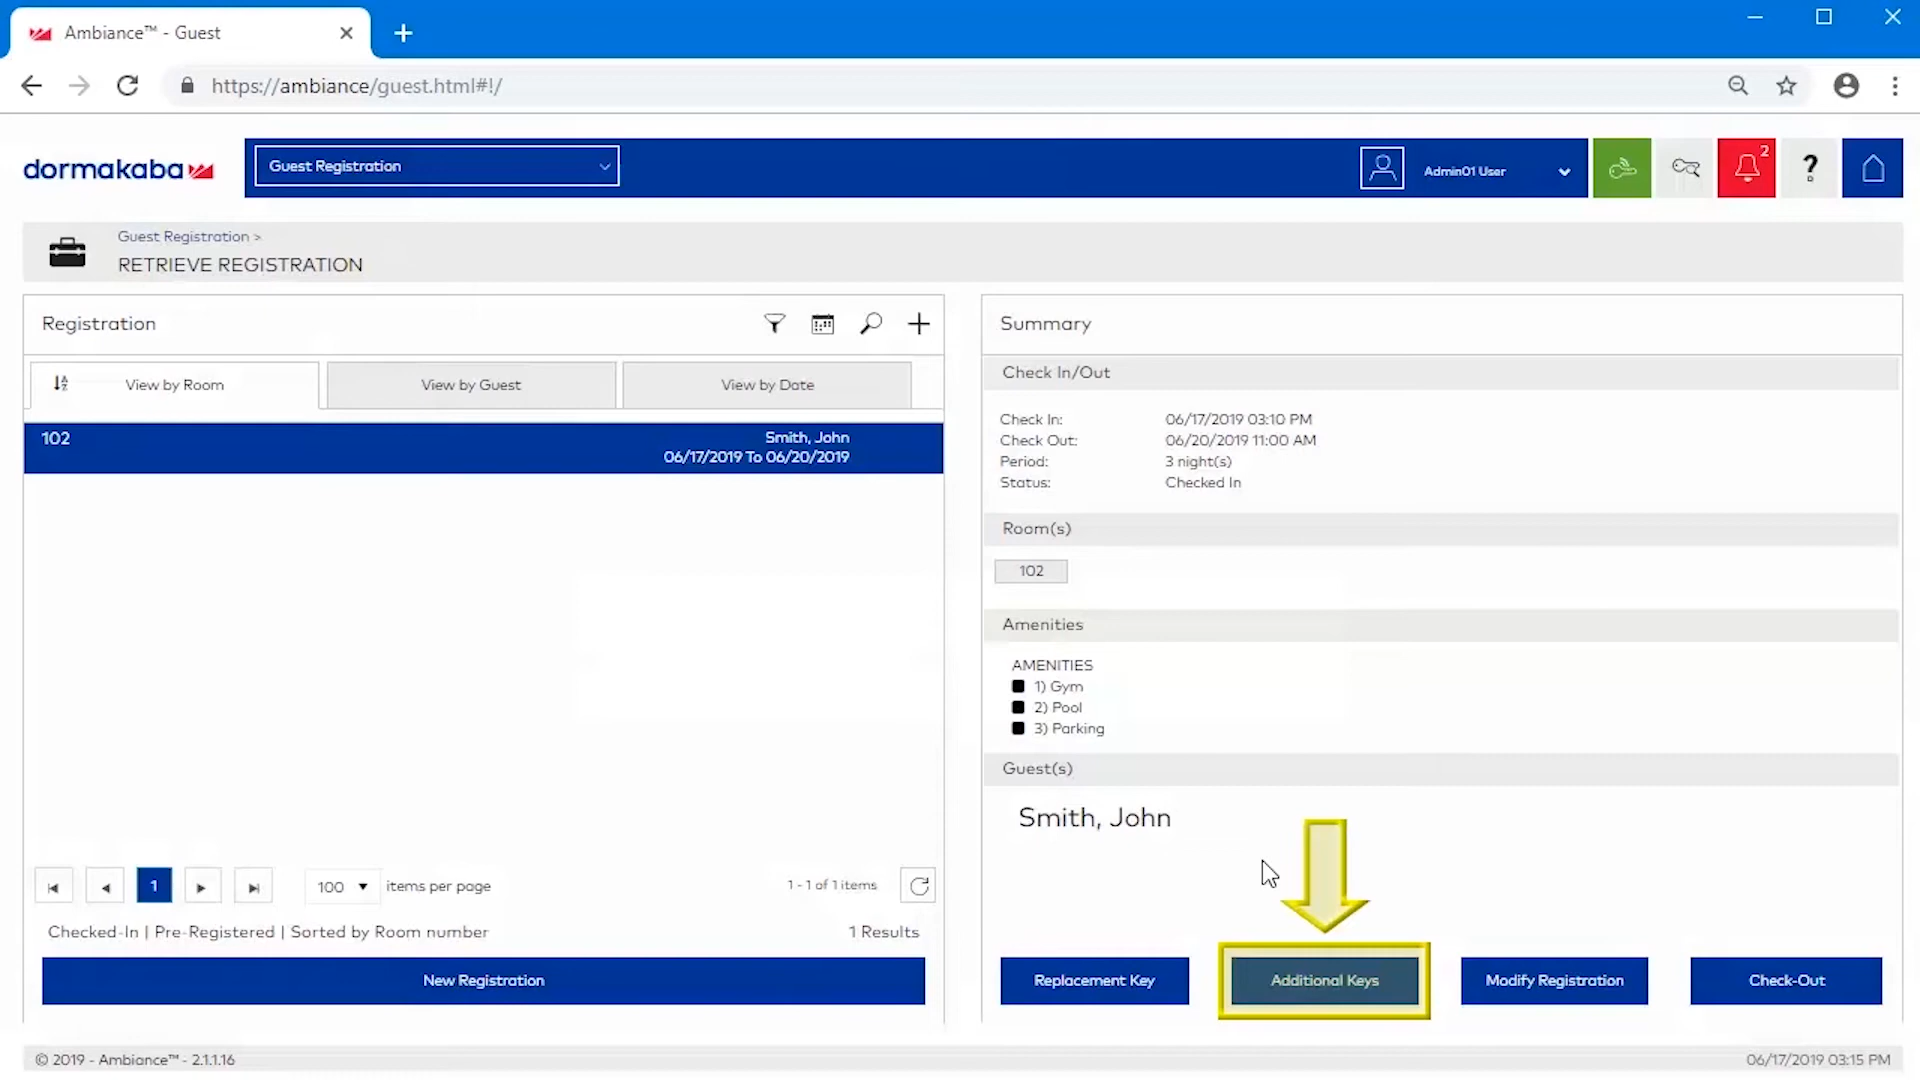 Ambiance™ - Guest
https://ambiance/guest.html#!/
dormakaba
Guest Registration
Admin01 User
2
?
Guest Registration >
RETRIEVE REGISTRATION
Registration
View by Room
View by Guest
View by Date
102
Smith, John
06/17/2019 To 06/20/2019
1
100
items per page
1 - 1 of 1 items
Checked-In | Pre-Registered | Sorted by Room number
1 Results
New Registration
Summary
Check In/Out
Check In: 06/17/2019 03:10 PM
Check Out: 06/20/2019 11:00 AM
Period: 3 night(s)
Status: Checked In
Room(s)
102
Amenities
AMENITIES
1) Gym
2) Pool
3) Parking
Guest(s)
Smith, John
Replacement Key
Additional Keys
Modify Registration
Check-Out
© 2019 - Ambiance™ - 2.1.1.16
06/17/2019 03:15 PM